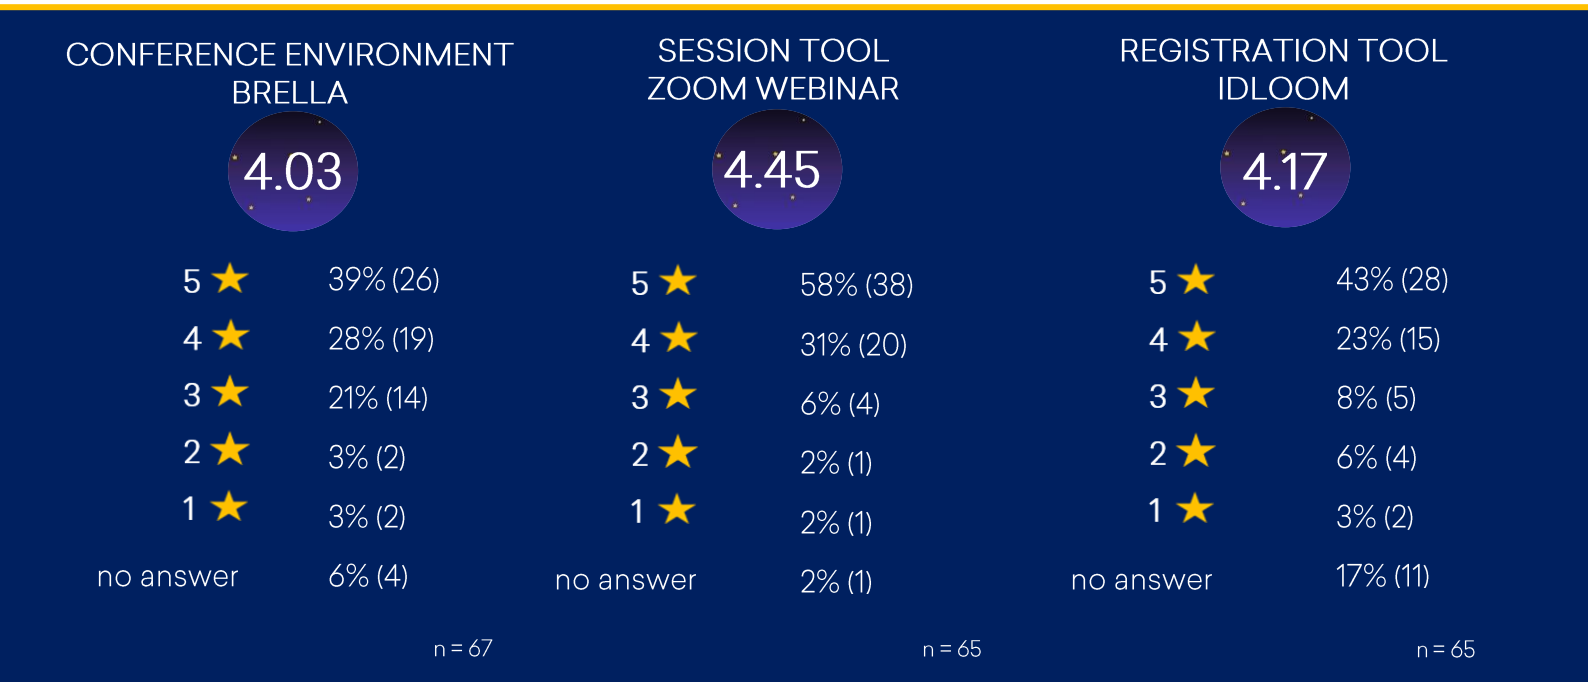 CONFERENCE ENVIRONMENT
BRELLA
4.03
5 39% (26)
4 28% (19)
3 21% (14)
2 3% (2)
1 3% (2)
no answer 6% (4)
n = 67
SESSION TOOL
ZOOM WEBINAR
4.45
5 58% (38)
4 31% (20)
3 6% (4)
2 2% (1)
1 2% (1)
no answer 2% (1)
n = 65
REGISTRATION TOOL
IDLOOM
4.17
5 43% (28)
4 23% (15)
3 8% (5)
2 6% (4)
1 3% (2)
no answer 17% (11)
n = 65